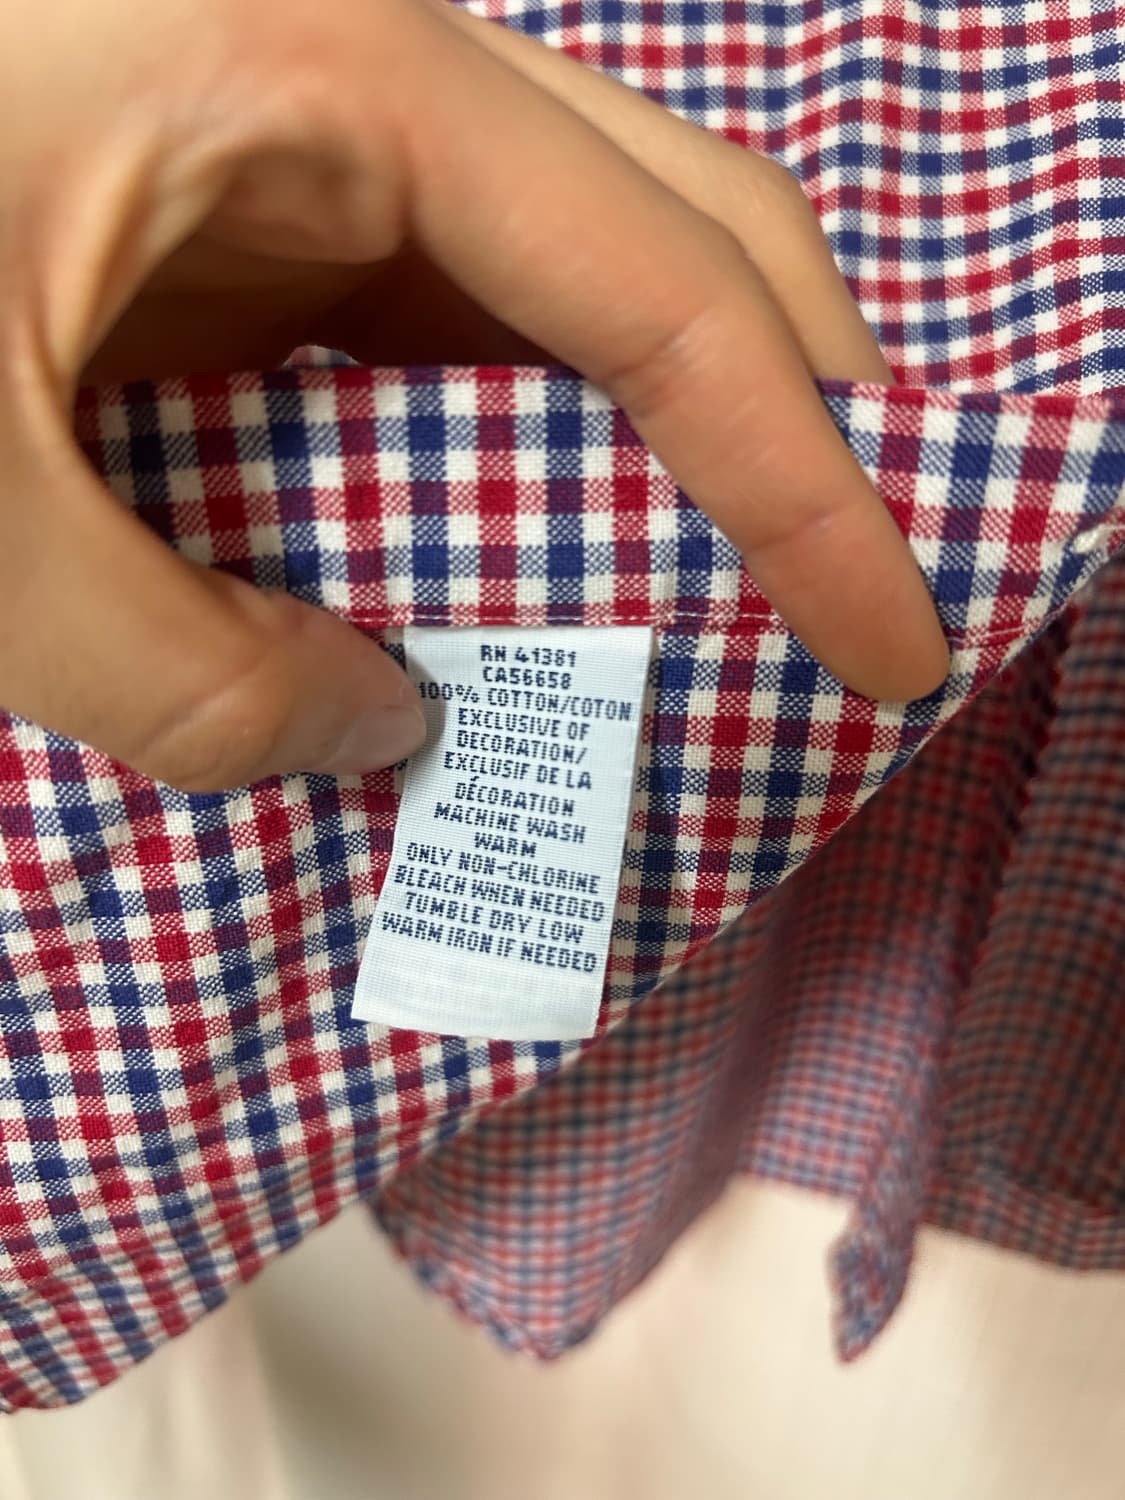 RN 41381
CA56658
100% COTTON/COTON
EXCLUSIVE OF
DECORATION/
EXCLUSIF DE LA
DÉCORATION
MACHINE WASH
WARM
ONLY NON-CHLORINE
BLEACH WHEN NEEDED
TUMBLE DRY LOW
WARM IRON IF NEEDED